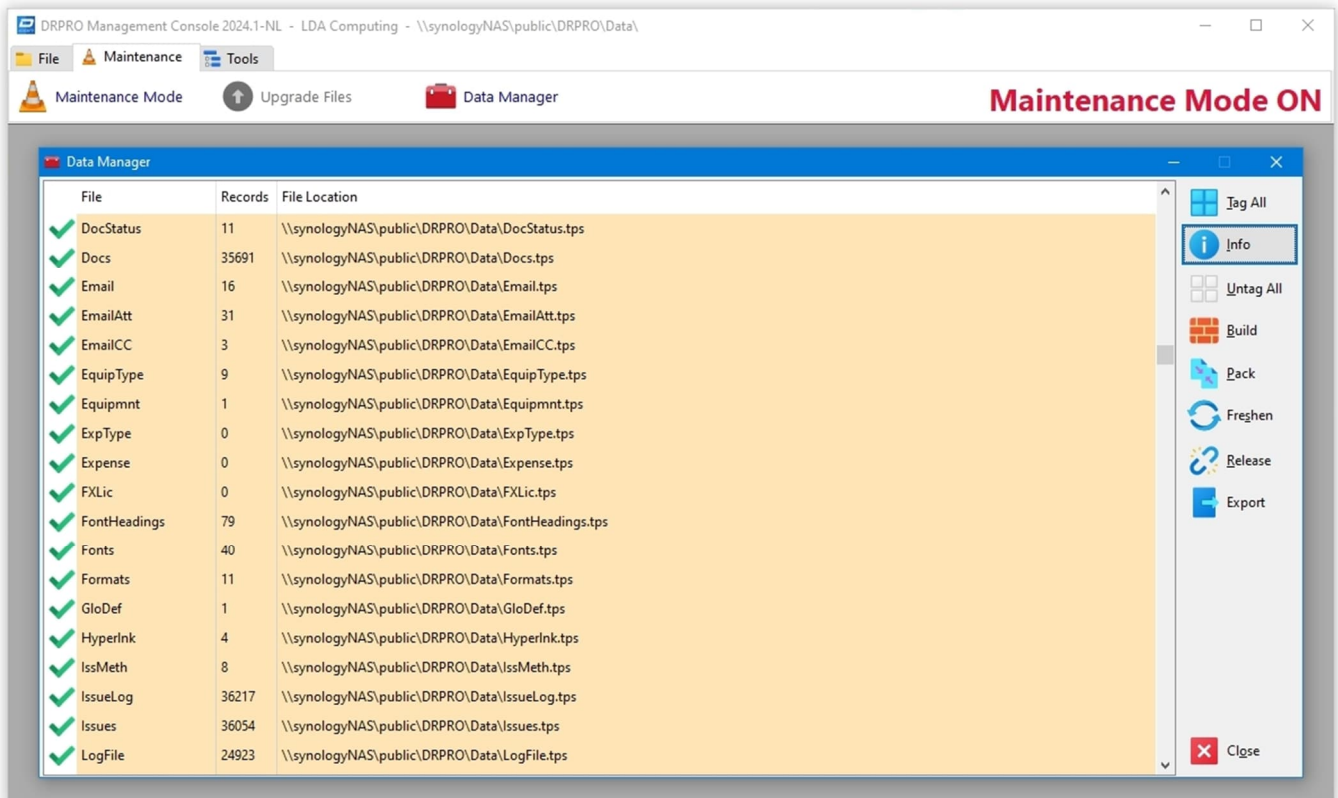 DRPRO Management Console 2024.1-NL - LDA Computing - \\synologyNAS\public\DRPRO\Data\
File Maintenance Tools
Maintenance Mode Upgrade Files Data Manager Maintenance Mode ON
Data Manager
File Records File Location
DocStatus 11 \\synologyNAS\public\DRPRO\Data\DocStatus.tps
Docs 35691 \\synologyNAS\public\DRPRO\Data\Docs.tps
Email 16 \\synologyNAS\public\DRPRO\Data\Email.tps
EmailAtt 31 \\synologyNAS\public\DRPRO\Data\EmailAtt.tps
EmailCC 3 \\synologyNAS\public\DRPRO\Data\EmailCC.tps
EquipType 9 \\synologyNAS\public\DRPRO\Data\EquipType.tps
Equipmnt 1 \\synologyNAS\public\DRPRO\Data\Equipmnt.tps
ExpType 0 \\synologyNAS\public\DRPRO\Data\ExpType.tps
Expense 0 \\synologyNAS\public\DRPRO\Data\Expense.tps
FXLic 0 \\synologyNAS\public\DRPRO\Data\FXLic.tps
FontHeadings 79 \\synologyNAS\public\DRPRO\Data\FontHeadings.tps
Fonts 40 \\synologyNAS\public\DRPRO\Data\Fonts.tps
Formats 11 \\synologyNAS\public\DRPRO\Data\Formats.tps
GloDef 1 \\synologyNAS\public\DRPRO\Data\GloDef.tps
Hyperlnk 4 \\synologyNAS\public\DRPRO\Data\Hyperlnk.tps
IssMeth 8 \\synologyNAS\public\DRPRO\Data\IssMeth.tps
IssueLog 36217 \\synologyNAS\public\DRPRO\Data\IssueLog.tps
Issues 36054 \\synologyNAS\public\DRPRO\Data\Issues.tps
LogFile 24923 \\synologyNAS\public\DRPRO\Data\LogFile.tps
Tag All
Info
Untag All
Build
Pack
Freshen
Release
Export
Close